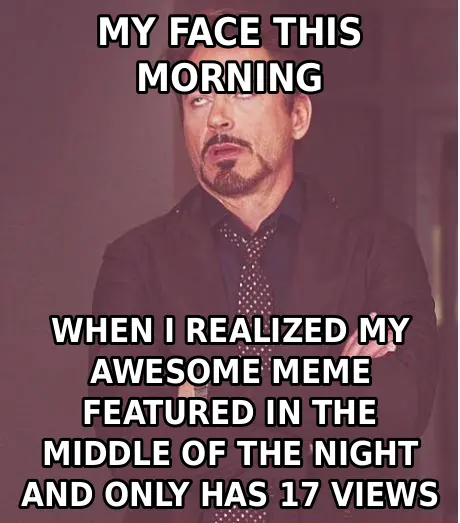 MY FACE THIS
MORNING
WHEN I REALIZED MY
AWESOME MEME
FEATURED IN THE
MIDDLE OF THE NIGHT
AND ONLY HAS 17 VIEWS